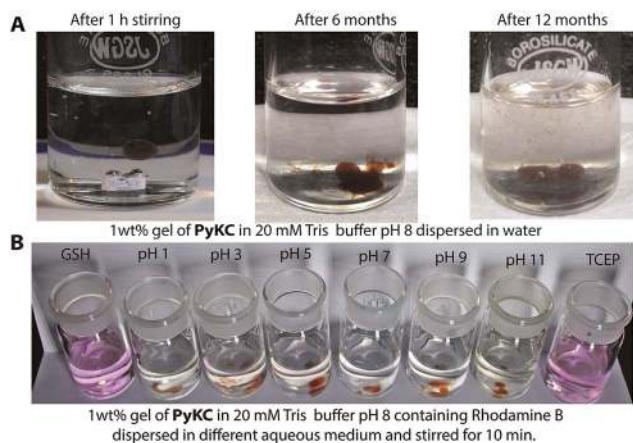 After 1 h stirring
After 6 months
After 12 months
A
JSGW
JSGW
BOROSILICATE
JSGW
1wt% gel of PyKC in 20 mM Tris buffer pH 8 dispersed in water
B
GSH
pH 1
pH 3
pH 5
pH 7
pH 9
pH 11
TCEP
1wt% gel of PyKC in 20 mM Tris buffer pH 8 containing Rhodamine B
dispersed in different aqueous medium and stirred for 10 min.